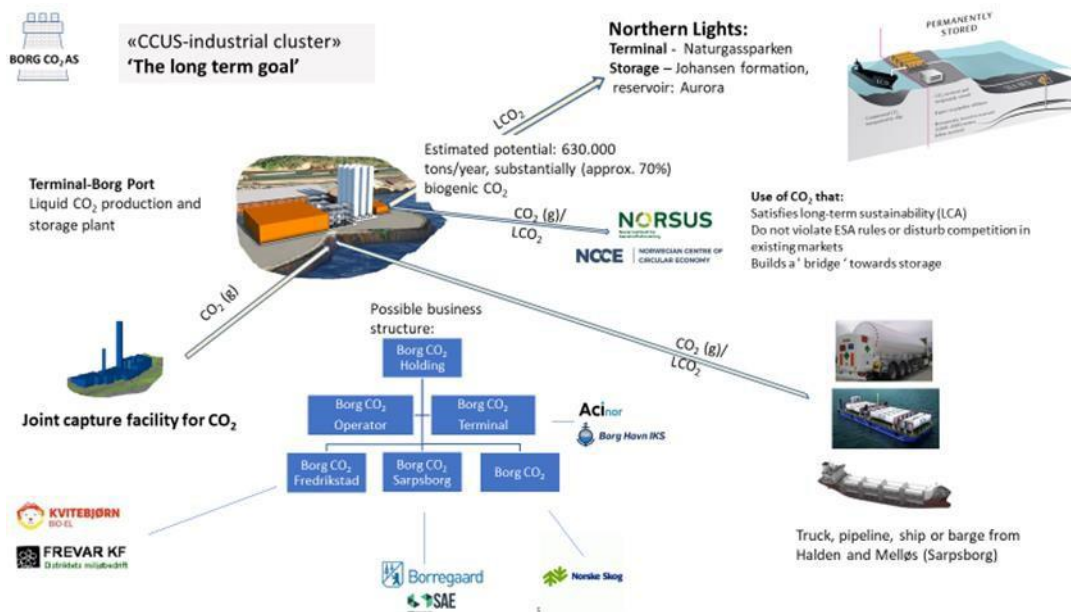 BORG CO₂ AS
«CCUS-industrial cluster»
‘The long term goal’
Northern Lights:
Terminal - Naturgassparken
Storage – Johansen formation,
reservoir: Aurora
PERMANENTLY
STORED
LCO₂
Estimated potential: 630.000
tons/year, substantially (approx. 70%)
biogenic CO₂
Terminal-Borg Port
Liquid CO₂ production and
storage plant
CO₂ (g)/
LCO₂
NORSUS
NCCE
NORWEGIAN CENTRE OF
CIRCULAR ECONOMY
Use of CO₂ that:
Satisfies long-term sustainability (LCA)
Do not violate ESA rules or disturb competition in
existing markets
Builds a ‘ bridge ‘ towards storage
CO₂ (g)
Joint capture facility for CO₂
Possible business
structure:
Borg CO₂
Holding
Borg CO₂
Operator
Borg CO₂
Terminal
Borg CO₂
Fredrikstad
Borg CO₂
Sarpsborg
Borg CO₂
Acinor
Borg Havn IKS
CO₂ (g)/
LCO₂
Truck, pipeline, ship or barge from
Halden and Melløs (Sarpsborg)
KVITEBJØRN
BIO-EL
FREVAR KF
Distriktets miljøbedrift
Borregaard
SAE
Norske Skog